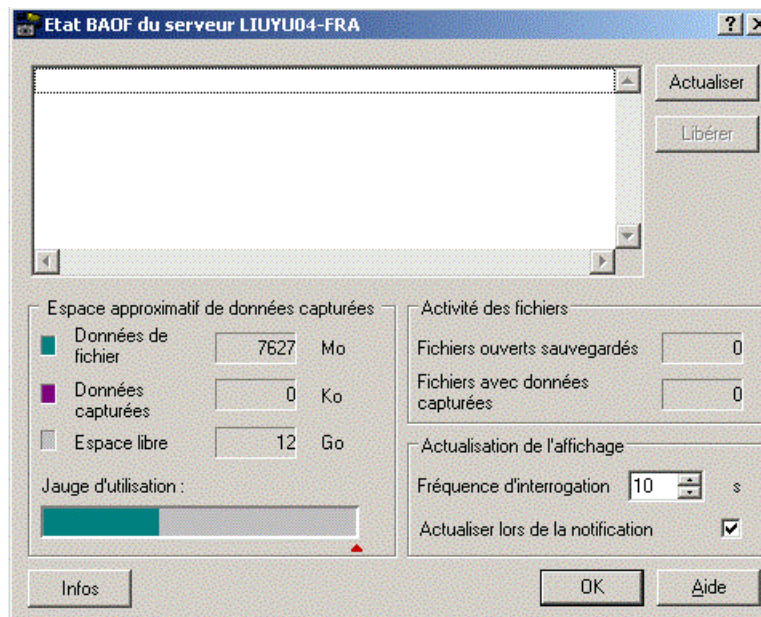 Etat BAOF du serveur LIUYU04-FRA
Actualiser
Libérer
Espace approximatif de données capturées
Données de
fichier
7627 Mo
Données
capturées
0 Ko
Espace libre 12 Go
Jauge d'utilisation :
Activité des fichiers
Fichiers ouverts sauvegardés 0
Fichiers avec données
capturées
0
Actualisation de l'affichage
Fréquence d'interrogation 10 s
Actualiser lors de la notification
Infos
OK
Aide